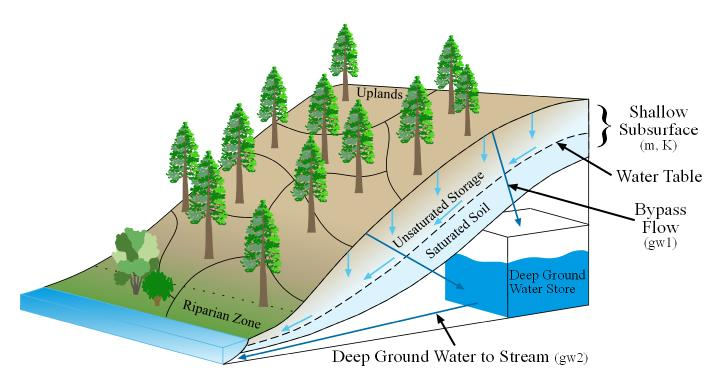 Uplands
Shallow
Subsurface
(m, K)
Water Table
Bypass
Flow
(gw1)
Unsaturated Storage
Saturated Soil
Deep Ground
Water Store
Riparian Zone
Deep Ground Water to Stream (gw2)